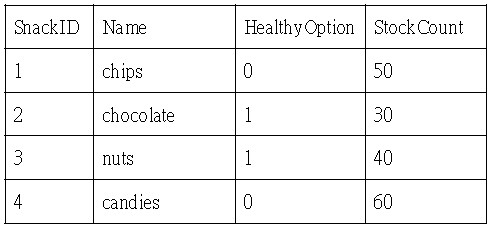 SnackID Name HealthyOption StockCount
1 chips 0 50
2 chocolate 1 30
3 nuts 1 40
4 candies 0 60